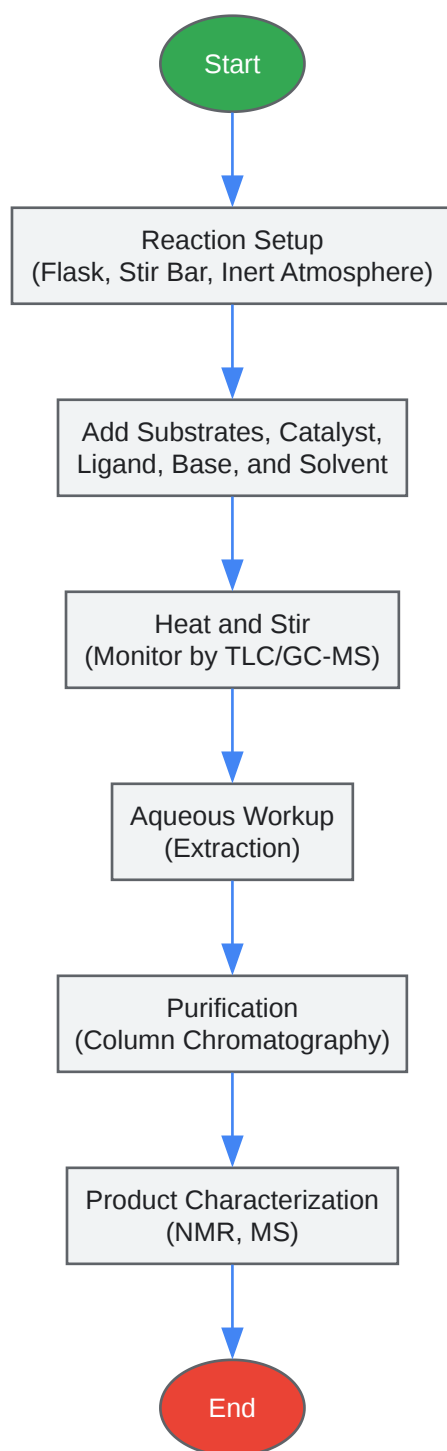 Start
Reaction Setup
(Flask, Stir Bar, Inert Atmosphere)
Add Substrates, Catalyst,
Ligand, Base, and Solvent
Heat and Stir
(Monitor by TLC/GC-MS)
Aqueous Workup
(Extraction)
Purification
(Column Chromatography)
Product Characterization
(NMR, MS)
End